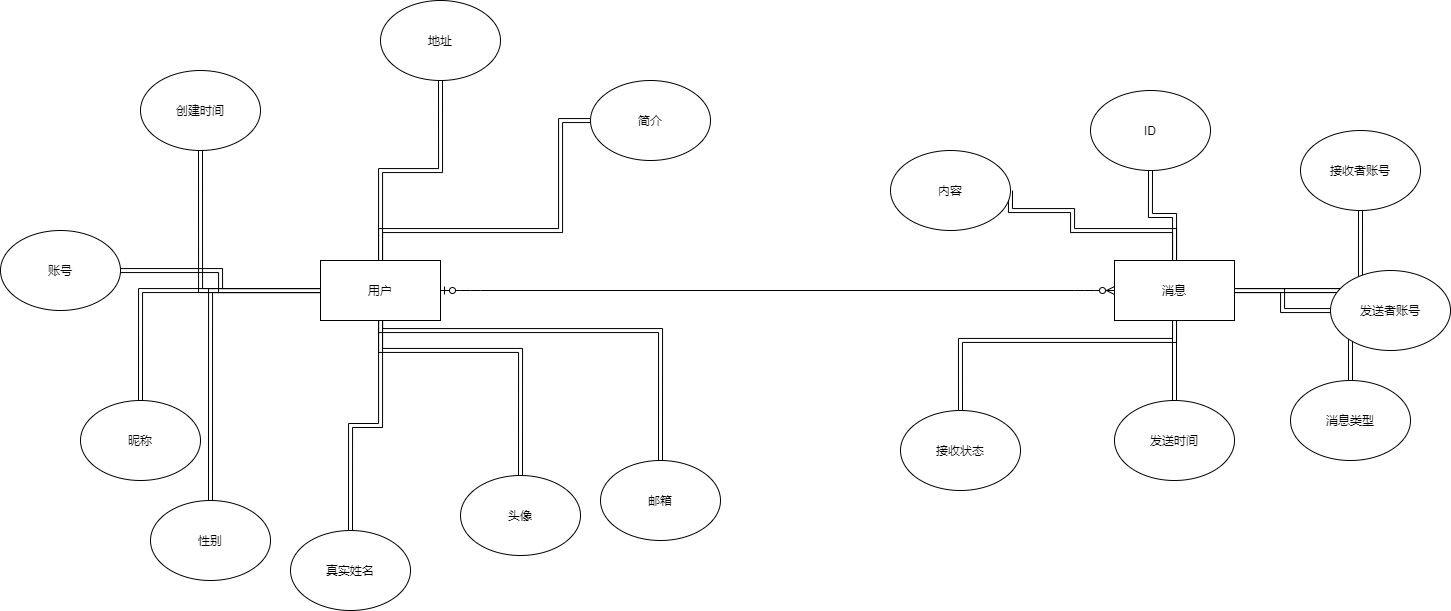 地址
创建时间
简介
ID
内容
接收者账号
账号
用户
消息
发送者账号
昵称
性别
真实姓名
头像
邮箱
接收状态
发送时间
消息类型